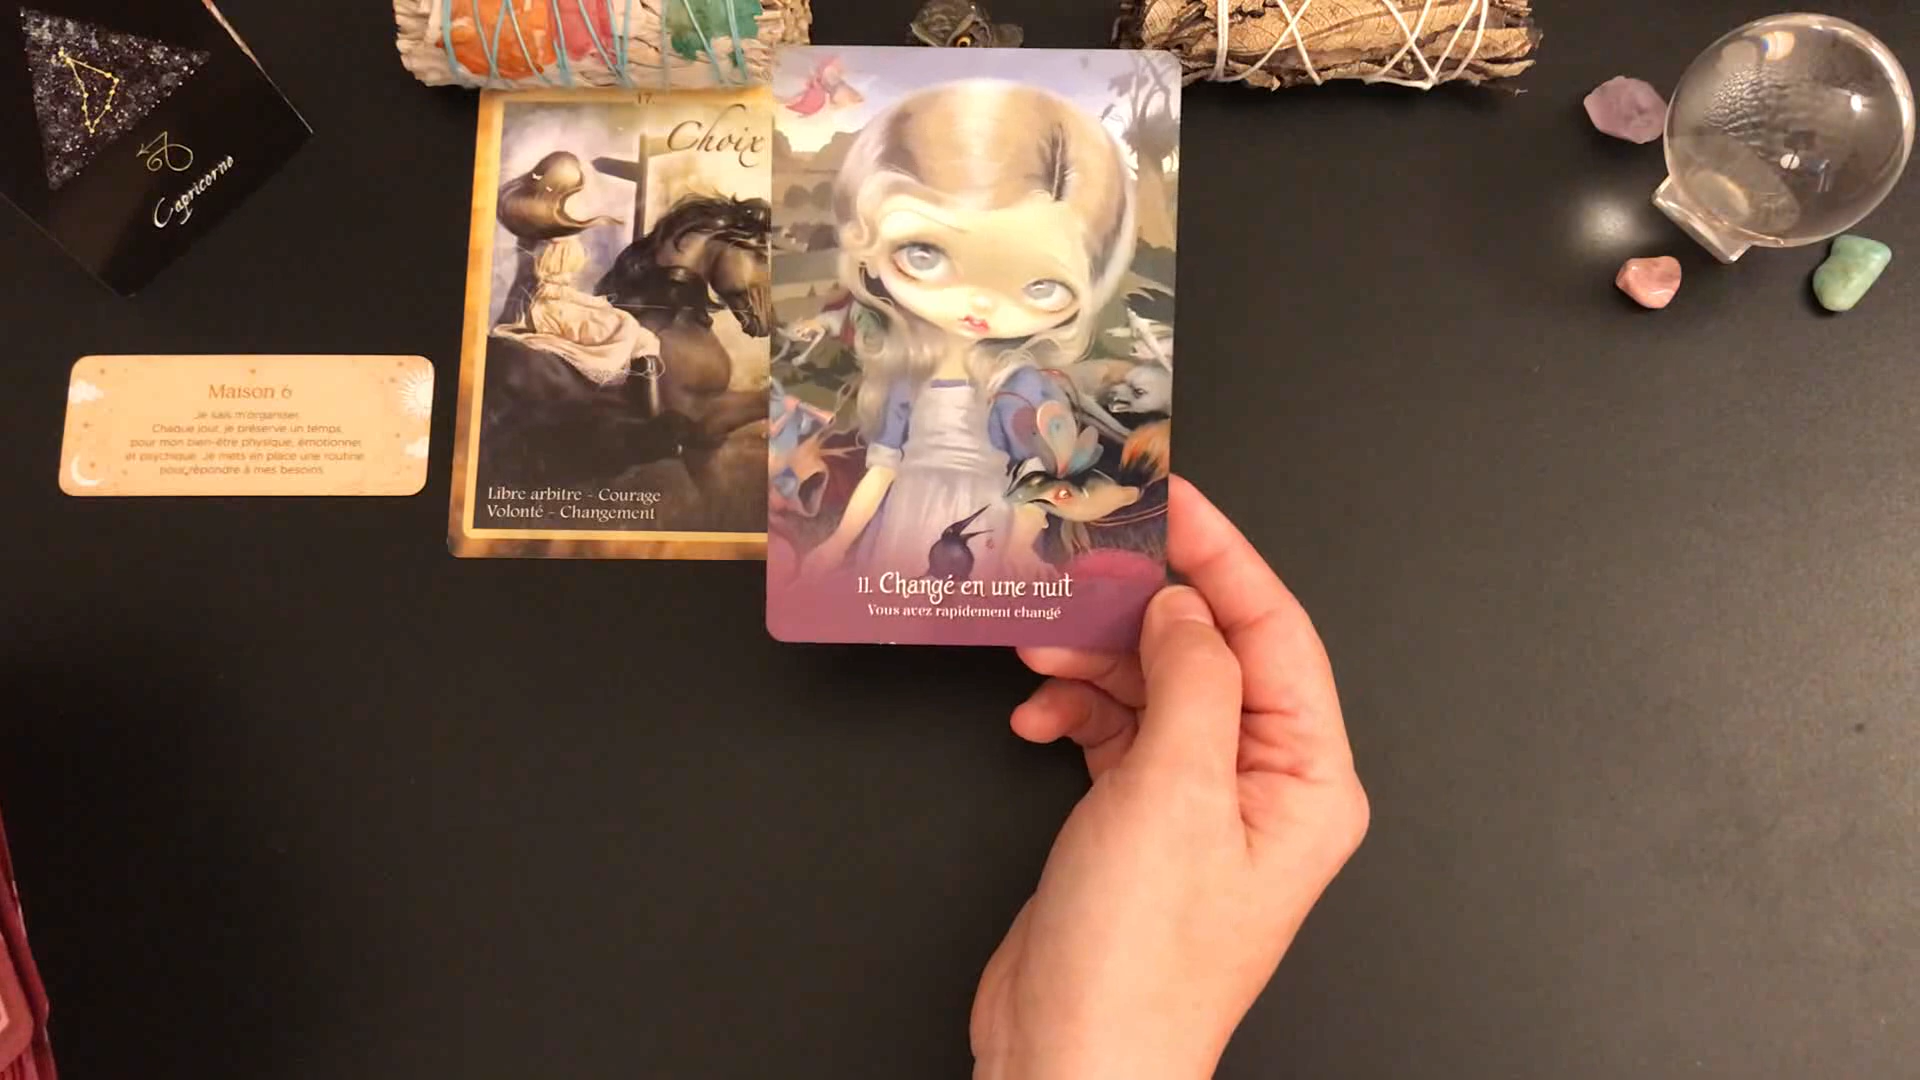 Capricorne
Maison 6
Je sais m'organiser.
Chaque jour, je préserve un temps,
pour mon bien-être physique, émotionnel
et psychique. Je mets en place une routine
pour répondre à mes besoins.
17.
Choix
Libre arbitre - Courage
Volonté - Changement
11. Changé en une nuit
Vous avez rapidement changé